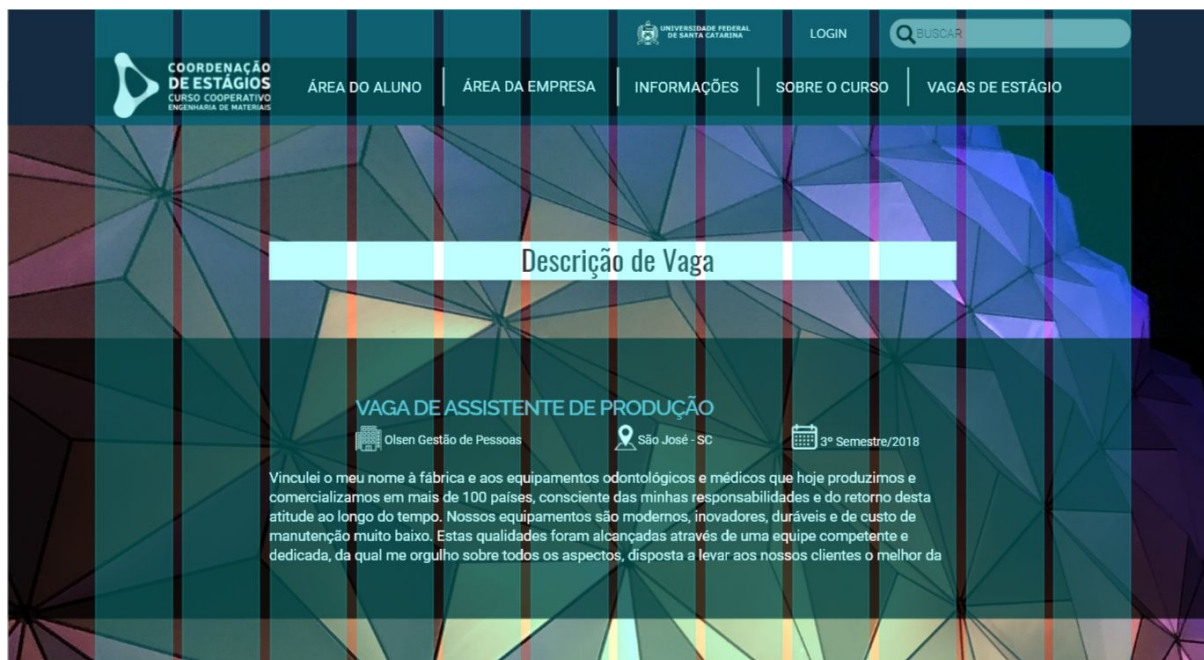 UNIVERSIDADE FEDERAL
DE SANTA CATARINA
LOGIN
BUSCAR
COORDENAÇÃO
DE ESTÁGIOS
CURSO COOPERATIVO
ENGENHARIA DE MATERIAIS
ÁREA DO ALUNO
ÁREA DA EMPRESA
INFORMAÇÕES
SOBRE O CURSO
VAGAS DE ESTÁGIO
Descrição de Vaga
VAGA DE ASSISTENTE DE PRODUÇÃO
Olsen Gestão de Pessoas
São José - SC
3º Semestre/2018
Vinculei o meu nome à fábrica e aos equipamentos odontológicos e médicos que hoje produzimos e
comercializamos em mais de 100 países, consciente das minhas responsabilidades e do retorno desta
atitude ao longo do tempo. Nossos equipamentos são modernos, inovadores, duráveis e de custo de
manutenção muito baixo. Estas qualidades foram alcançadas através de uma equipe competente e
dedicada, da qual me orgulho sobre todos os aspectos, disposta a levar aos nossos clientes o melhor da